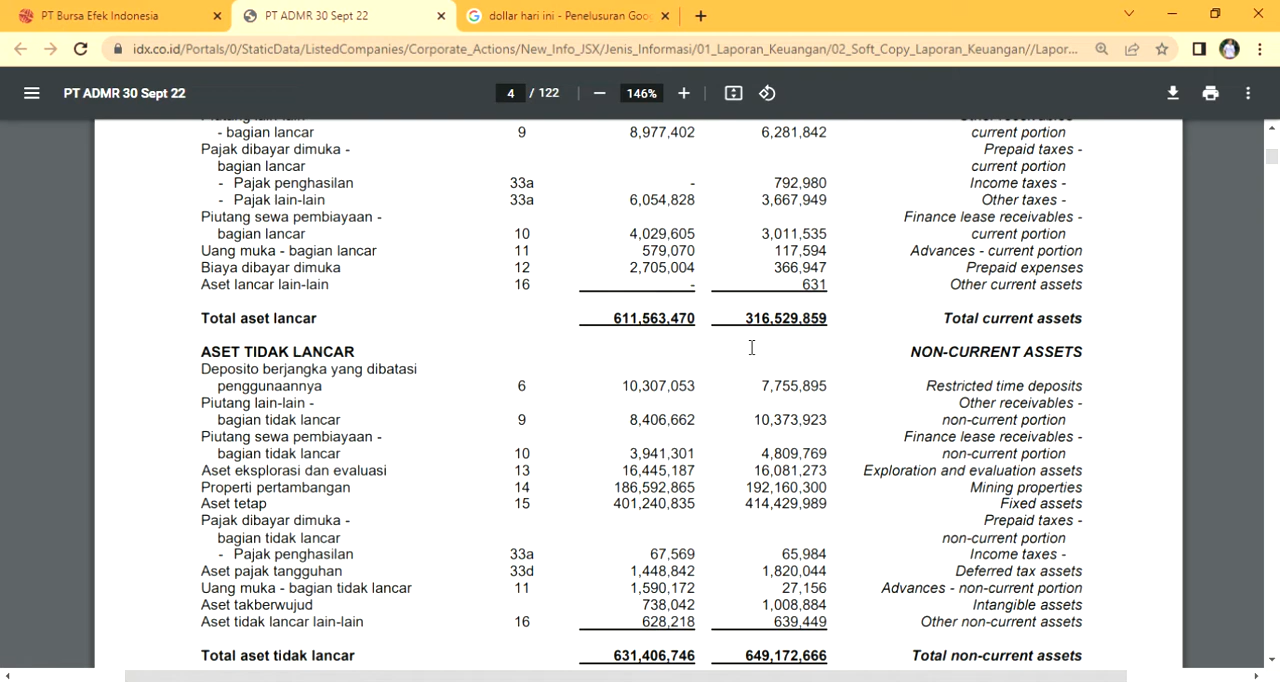 PT Bursa Efek Indonesia
PT ADMR 30 Sept 22
dollar hari ini - Penelusuran Goo
idx.co.id/Portals/0/StaticData/ListedCompanies/Corporate_Actions/New_Info_JSX/Jenis_Informasi/01_Laporan_Keuangan/02_Soft_Copy_Laporan_Keuangan//Lapor...
PT ADMR 30 Sept 22 4 / 122 146%
- bagian lancar 9 8,977,402 6,281,842 current portion
Pajak dibayar dimuka - Prepaid taxes -
bagian lancar current portion
- Pajak penghasilan 33a - 792,980 Income taxes -
- Pajak lain-lain 33a 6,054,828 3,667,949 Other taxes -
Piutang sewa pembiayaan - Finance lease receivables -
bagian lancar 10 4,029,605 3,011,535 current portion
Uang muka - bagian lancar 11 579,070 117,594 Advances - current portion
Biaya dibayar dimuka 12 2,705,004 366,947 Prepaid expenses
Aset lancar lain-lain 16 - 631 Other current assets
Total aset lancar 611,563,470 316,529,859 Total current assets
ASET TIDAK LANCAR NON-CURRENT ASSETS
Deposito berjangka yang dibatasi
penggunaannya 6 10,307,053 7,755,895 Restricted time deposits
Piutang lain-lain - Other receivables -
bagian tidak lancar 9 8,406,662 10,373,923 non-current portion
Piutang sewa pembiayaan - Finance lease receivables -
bagian tidak lancar 10 3,941,301 4,809,769 non-current portion
Aset eksplorasi dan evaluasi 13 16,445,187 16,081,273 Exploration and evaluation assets
Properti pertambangan 14 186,592,865 192,160,300 Mining properties
Aset tetap 15 401,240,835 414,429,989 Fixed assets
Pajak dibayar dimuka - Prepaid taxes -
bagian tidak lancar non-current portion
- Pajak penghasilan 33a 67,569 65,984 Income taxes -
Aset pajak tangguhan 33d 1,448,842 1,820,044 Deferred tax assets
Uang muka - bagian tidak lancar 11 1,590,172 27,156 Advances - non-current portion
Aset takberwujud 738,042 1,008,884 Intangible assets
Aset tidak lancar lain-lain 16 628,218 639,449 Other non-current assets
Total aset tidak lancar 631,406,746 649,172,666 Total non-current assets